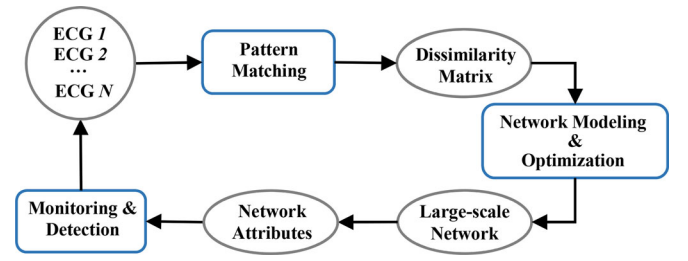 ECG 1
ECG 2
...
ECG N
Pattern
Matching
Dissimilarity
Matrix
Network Modeling
&
Optimization
Large-scale
Network
Network
Attributes
Monitoring &
Detection